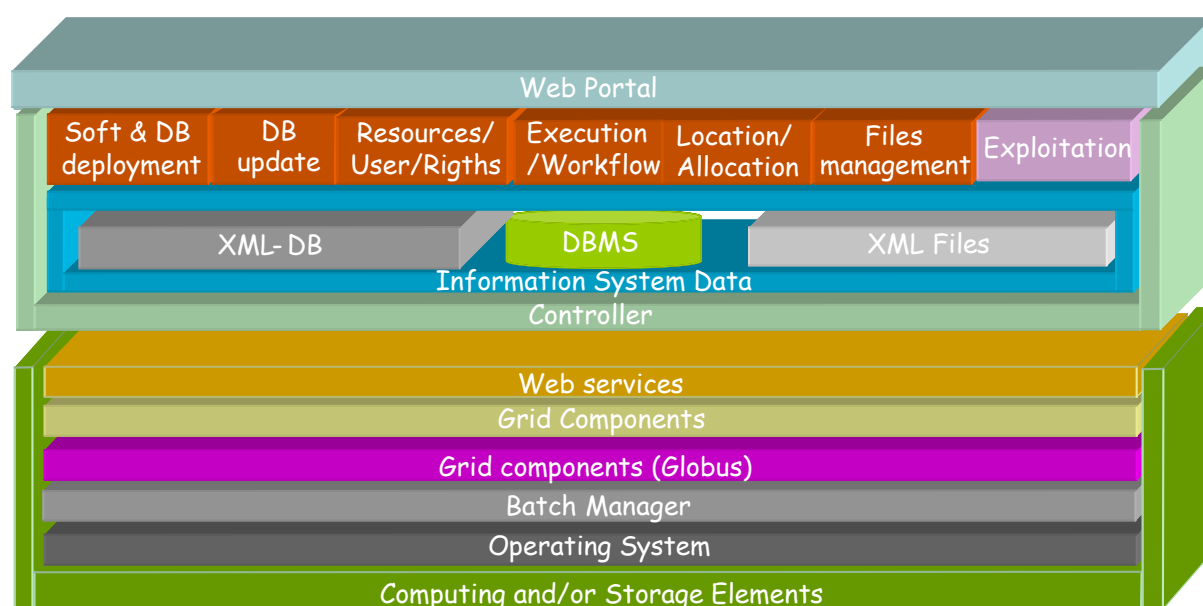 Web Portal
Soft & DB
deployment
DB
update
Resources/
User/Rigths
Execution
/Workflow
Location/
Allocation
Files
management
Exploitation
XML-DB
DBMS
XML Files
Information System Data
Controller
Web services
Grid Components
Grid components (Globus)
Batch Manager
Operating System
Computing and/or Storage Elements